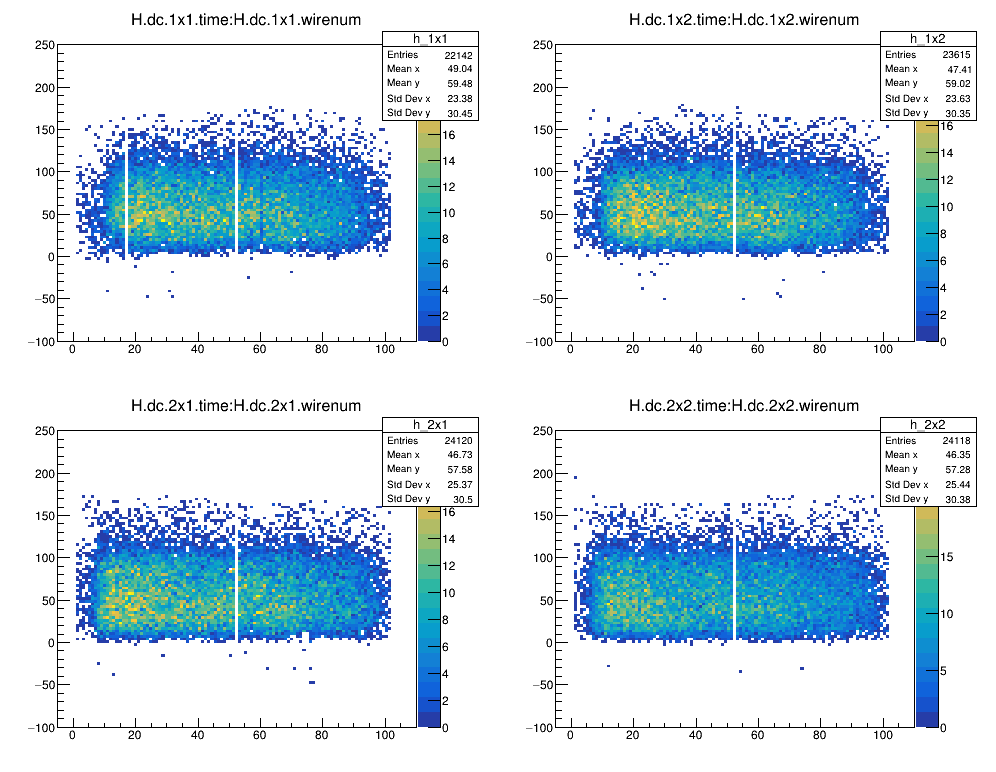 H.dc.1x1.time:H.dc.1x1.wirenum
h_1x1
Entries 22142
Mean x 49.04
Mean y 59.48
Std Dev x 23.38
Std Dev y 30.45
250
200
150
100
50
0
−50
−100
0 20 40 60 80 100
16
14
12
10
8
6
4
2
0
H.dc.1x2.time:H.dc.1x2.wirenum
h_1x2
Entries 23615
Mean x 47.41
Mean y 59.02
Std Dev x 23.63
Std Dev y 30.35
250
200
150
100
50
0
−50
−100
0 20 40 60 80 100
16
14
12
10
8
6
4
2
0
H.dc.2x1.time:H.dc.2x1.wirenum
h_2x1
Entries 24120
Mean x 46.73
Mean y 57.58
Std Dev x 25.37
Std Dev y 30.5
250
200
150
100
50
0
−50
−100
0 20 40 60 80 100
16
14
12
10
8
6
4
2
0
H.dc.2x2.time:H.dc.2x2.wirenum
h_2x2
Entries 24118
Mean x 46.35
Mean y 57.28
Std Dev x 25.44
Std Dev y 30.38
250
200
150
100
50
0
−50
−100
0 20 40 60 80 100
15
10
5
0